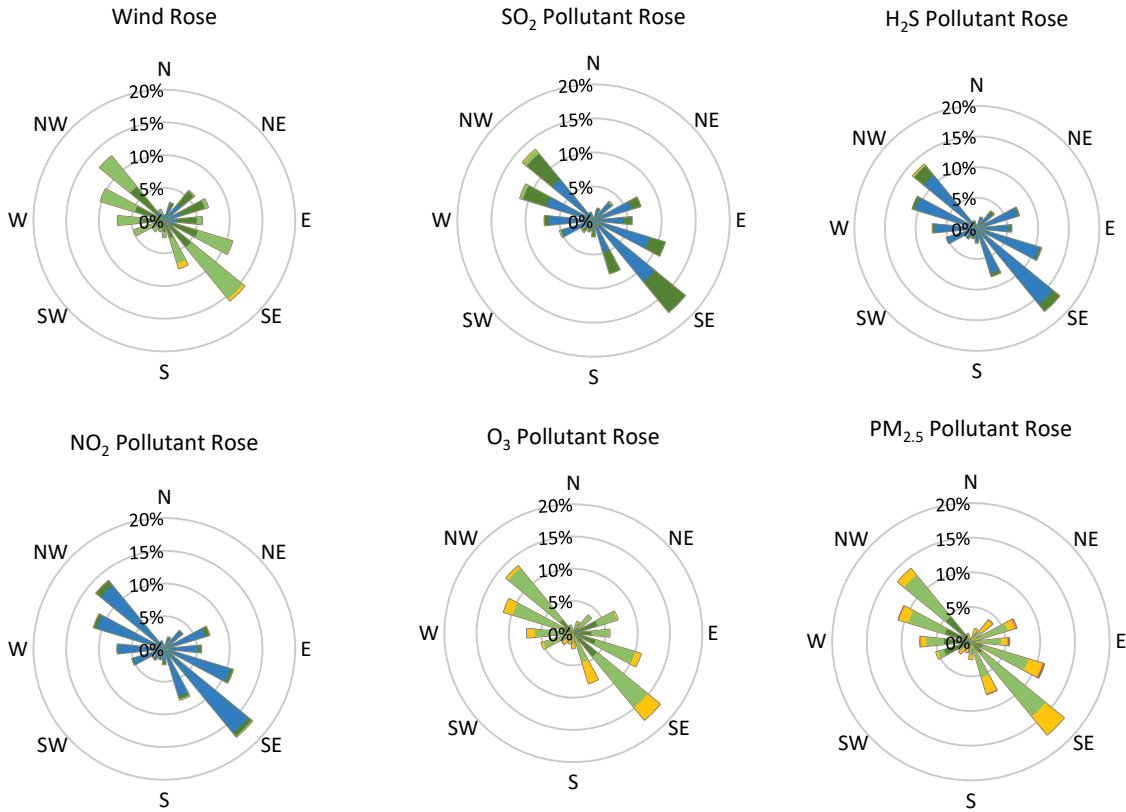 Wind Rose
N
20%
15%
10%
5%
0%
NW
NE
W
E
SW
SE
S
SO₂ Pollutant Rose
N
20%
15%
10%
5%
0%
NW
NE
W
E
SW
SE
S
H₂S Pollutant Rose
N
20%
15%
10%
5%
0%
NW
NE
W
E
SW
SE
S
NO₂ Pollutant Rose
N
20%
15%
10%
5%
0%
NW
NE
W
E
SW
SE
S
O₃ Pollutant Rose
N
20%
15%
10%
5%
0%
NW
NE
W
E
SW
SE
S
PM₂.₅ Pollutant Rose
N
20%
15%
10%
5%
0%
NW
NE
W
E
SW
SE
S